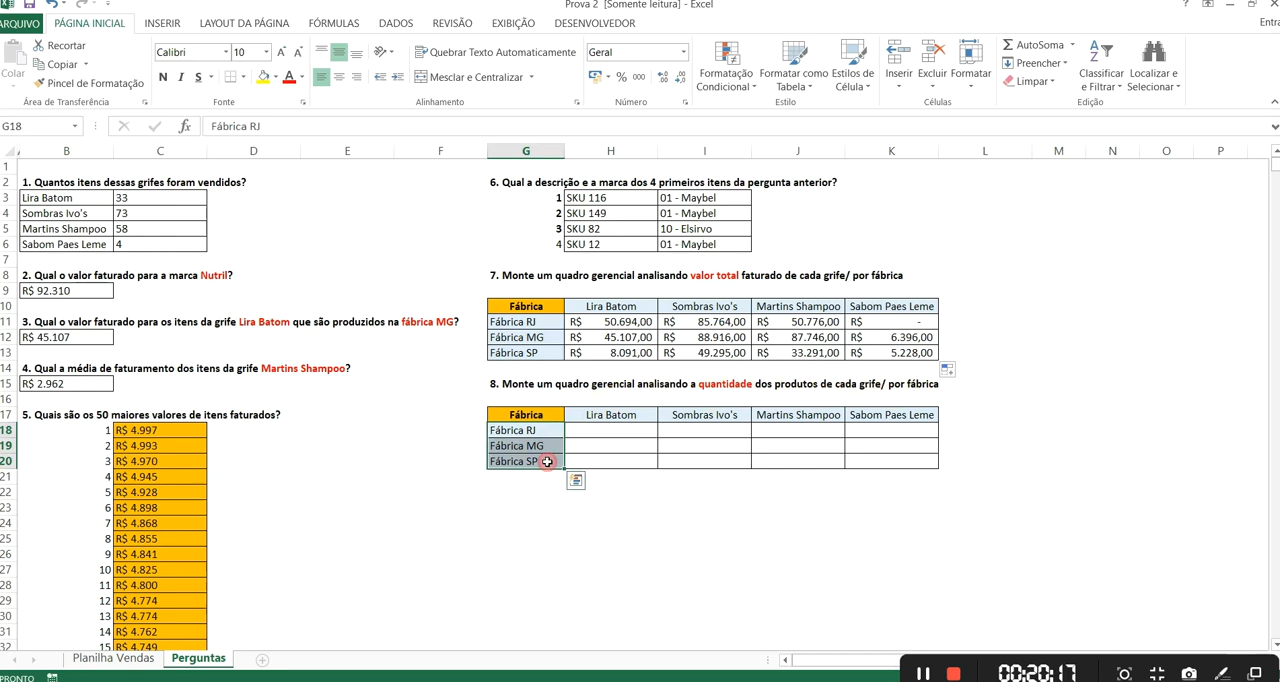 Prova 2 [Somente leitura] - Excel
ARQUIVO PÁGINA INICIAL INSERIR LAYOUT DA PÁGINA FÓRMULAS DADOS REVISÃO EXIBIÇÃO DESENVOLVEDOR Entra
Colar
Recortar
Copiar
Pincel de Formatação
Área de Transferência
Calibri 10
N I S
Fonte
Quebrar Texto Automaticamente
Mesclar e Centralizar
Alinhamento
Geral
% 000
Número
Formatação Condicional
Formatar como Tabela
Estilos de Célula
Estilo
Inserir Excluir Formatar
Células
AutoSoma
Preencher
Limpar
Classificar e Filtrar
Localizar e Selecionar
Edição
G18 fx Fábrica RJ
B C D E F G H I J K L M N O P
1
2 1. Quantos itens dessas grifes foram vendidos? 6. Qual a descrição e a marca dos 4 primeiros itens da pergunta anterior?
3 Lira Batom 33 1 SKU 116 01 - Maybel
4 Sombras Ivo's 73 2 SKU 149 01 - Maybel
5 Martins Shampoo 58 3 SKU 82 10 - Elsirvo
6 Sabom Paes Leme 4 4 SKU 12 01 - Maybel
7
8 2. Qual o valor faturado para a marca Nutril? 7. Monte um quadro gerencial analisando valor total faturado de cada grife/ por fábrica
9 R$ 92.310
10 Fábrica Lira Batom Sombras Ivo's Martins Shampoo Sabom Paes Leme
11 3. Qual o valor faturado para os itens da grife Lira Batom que são produzidos na fábrica MG? Fábrica RJ R$ 50.694,00 R$ 85.764,00 R$ 50.776,00 R$ -
12 R$ 45.107 Fábrica MG R$ 45.107,00 R$ 88.916,00 R$ 87.746,00 R$ 6.396,00
13 Fábrica SP R$ 8.091,00 R$ 49.295,00 R$ 33.291,00 R$ 5.228,00
14 4. Qual a média de faturamento dos itens da grife Martins Shampoo?
15 R$ 2.962 8. Monte um quadro gerencial analisando a quantidade dos produtos de cada grife/ por fábrica
16
17 5. Quais são os 50 maiores valores de itens faturados? Fábrica Lira Batom Sombras Ivo's Martins Shampoo Sabom Paes Leme
18 1 R$ 4.997 Fábrica RJ
19 2 R$ 4.993 Fábrica MG
20 3 R$ 4.970 Fábrica SP
21 4 R$ 4.945
22 5 R$ 4.928
23 6 R$ 4.898
24 7 R$ 4.868
25 8 R$ 4.855
26 9 R$ 4.841
27 10 R$ 4.825
28 11 R$ 4.800
29 12 R$ 4.774
30 13 R$ 4.774
31 14 R$ 4.762
32 15 R$ 4.749
Planilha Vendas Perguntas
PRONTO
00:20:17